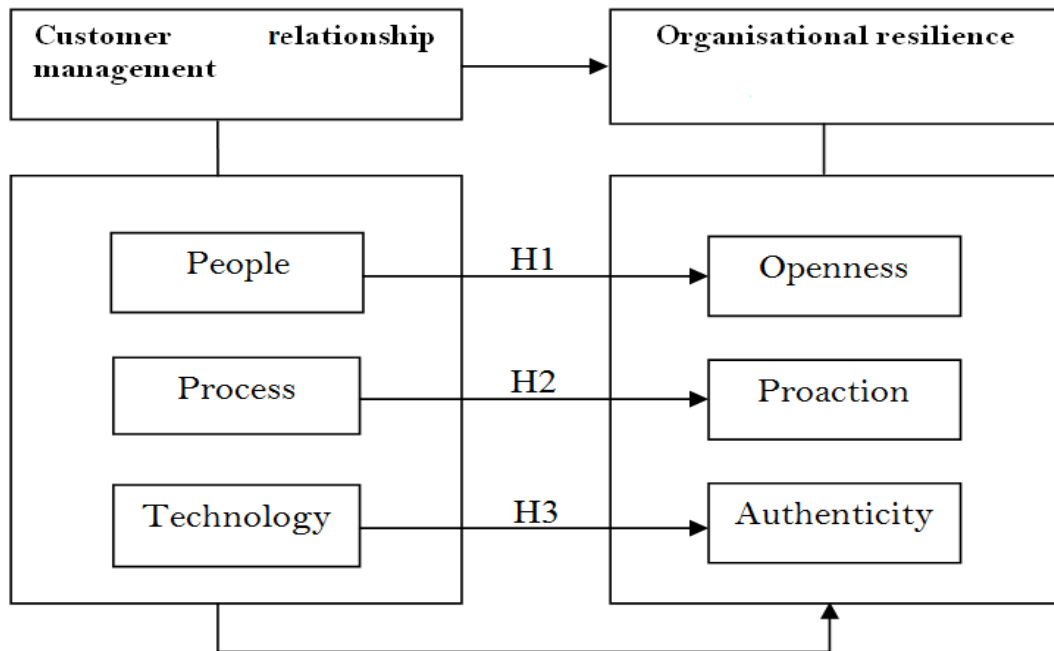 Customer relationship
management
Organisational resilience
People
H1
Openness
Process
H2
Proaction
Technology
H3
Authenticity